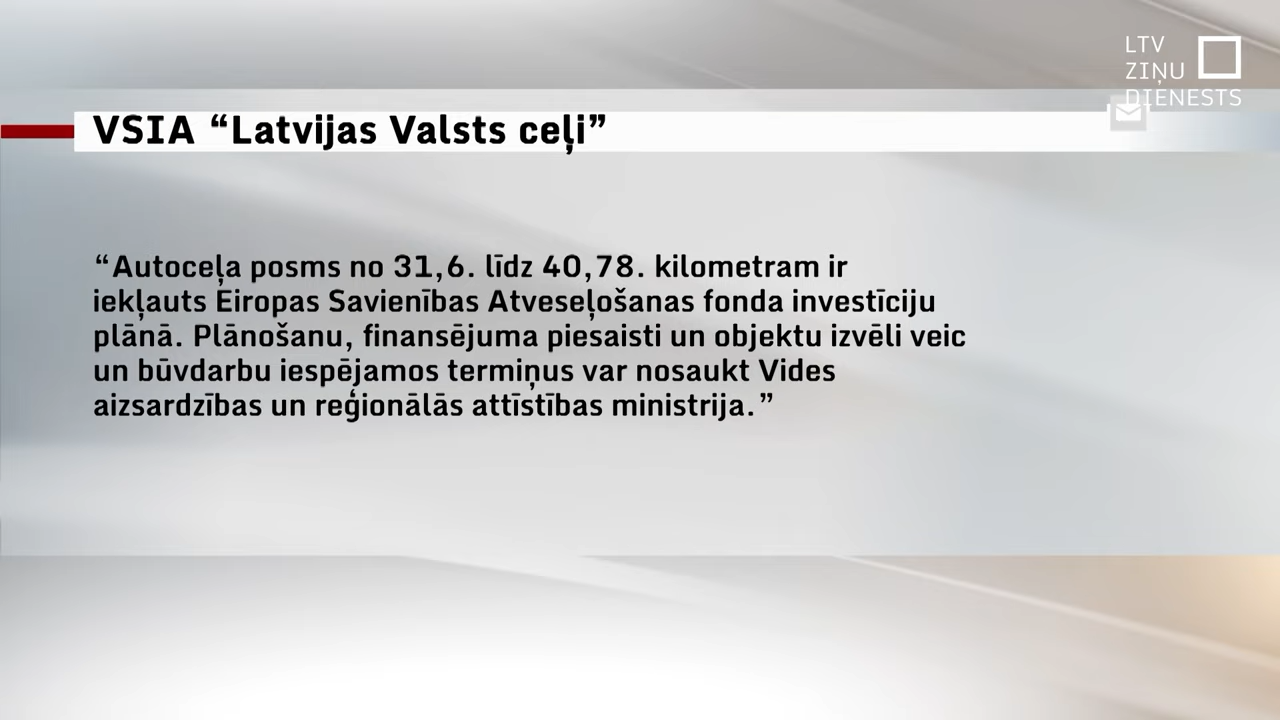 LTV
ZIŅU
DIENESTS
VSIA “Latvijas Valsts ceļi”
“Autoceļa posms no 31,6. līdz 40,78. kilometram ir
iekļauts Eiropas Savienības Atveseļošanas fonda investīciju
plānā. Plānošanu, finansējuma piesaisti un objektu izvēli veic
un būvdarbu iespējamos termiņus var nosaukt Vides
aizsardzības un reģionālās attīstības ministrija.”